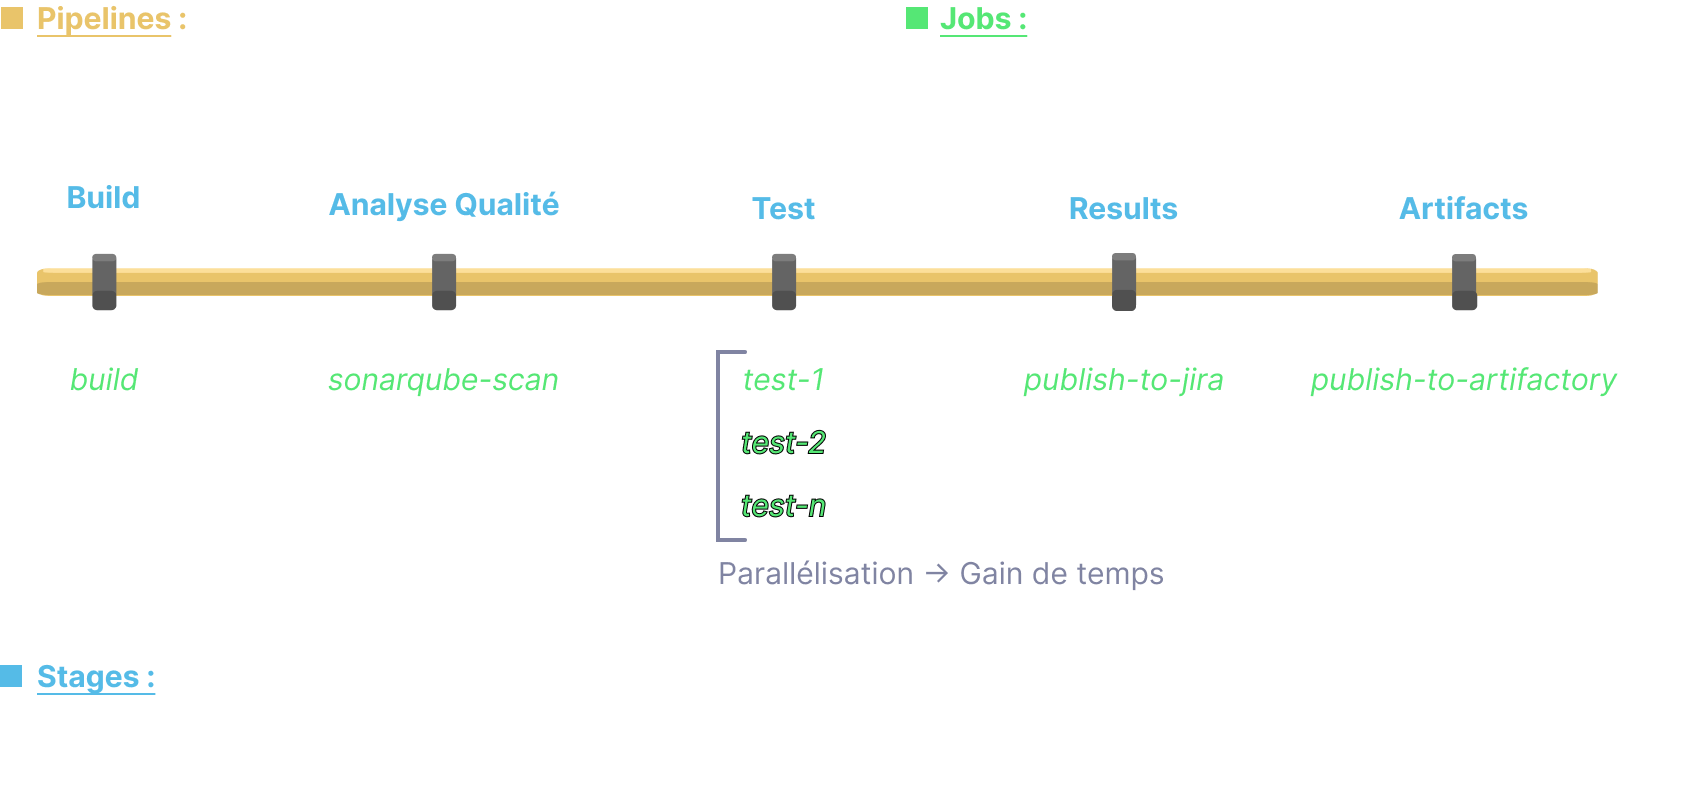 Pipelines :
Jobs :
Build
Analyse Qualité
Test
Results
Artifacts
build
sonarqube-scan
test-1
publish-to-jira
publish-to-artifactory
test-2
test-n
Parallélisation → Gain de temps
Stages :